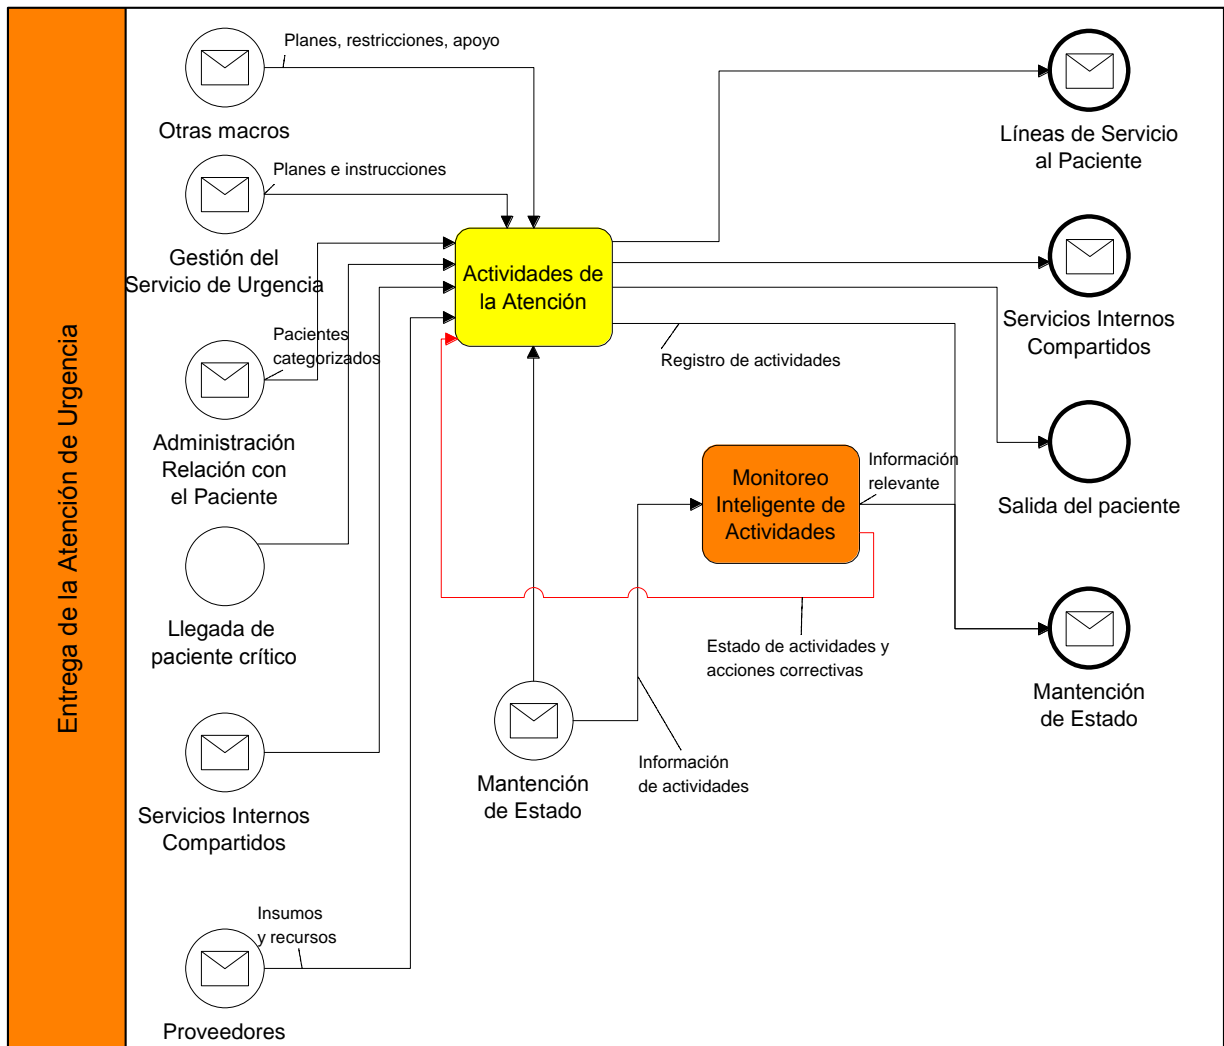 Entrega de la Atención de Urgencia
Planes, restricciones, apoyo
Otras macros
Planes e instrucciones
Gestión del
Servicio de Urgencia
Pacientes
categorizados
Administración
Relación con
el Paciente
Llegada de
paciente crítico
Servicios Internos
Compartidos
Insumos
y recursos
Proveedores
Actividades de
la Atención
Registro de actividades
Monitoreo
Inteligente de
Actividades
Información
relevante
Estado de actividades y
acciones correctivas
Mantención
de Estado
Información
de actividades
Líneas de Servicio
al Paciente
Servicios Internos
Compartidos
Salida del paciente
Mantención
de Estado